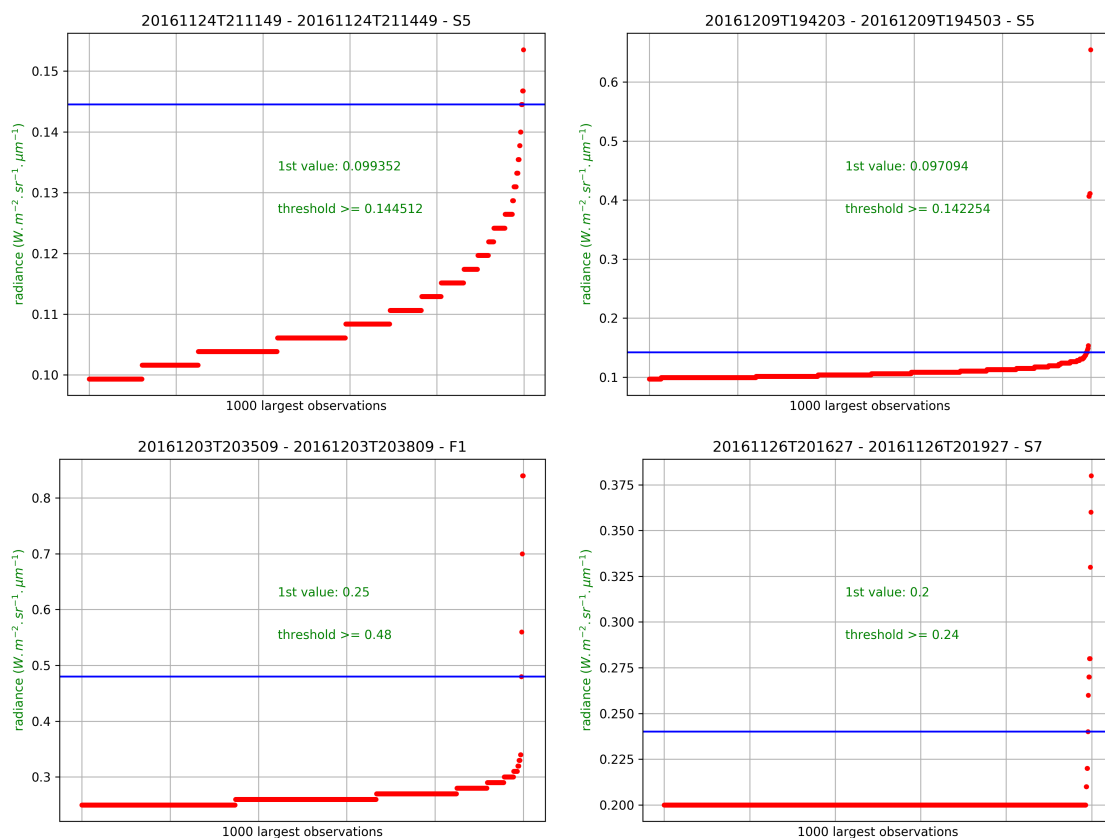 20161124T211149 - 20161124T211449 - S5
radiance (W.m⁻².sr⁻¹.μm⁻¹)
0.15
0.14
0.13
0.12
0.11
0.10
1st value: 0.099352
threshold >= 0.144512
1000 largest observations
20161209T194203 - 20161209T194503 - S5
radiance (W.m⁻².sr⁻¹.μm⁻¹)
0.6
0.5
0.4
0.3
0.2
0.1
1st value: 0.097094
threshold >= 0.142254
1000 largest observations
20161203T203509 - 20161203T203809 - F1
radiance (W.m⁻².sr⁻¹.μm⁻¹)
0.8
0.7
0.6
0.5
0.4
0.3
1st value: 0.25
threshold >= 0.48
1000 largest observations
20161126T201627 - 20161126T201927 - S7
radiance (W.m⁻².sr⁻¹.μm⁻¹)
0.375
0.350
0.325
0.300
0.275
0.250
0.225
0.200
1st value: 0.2
threshold >= 0.24
1000 largest observations